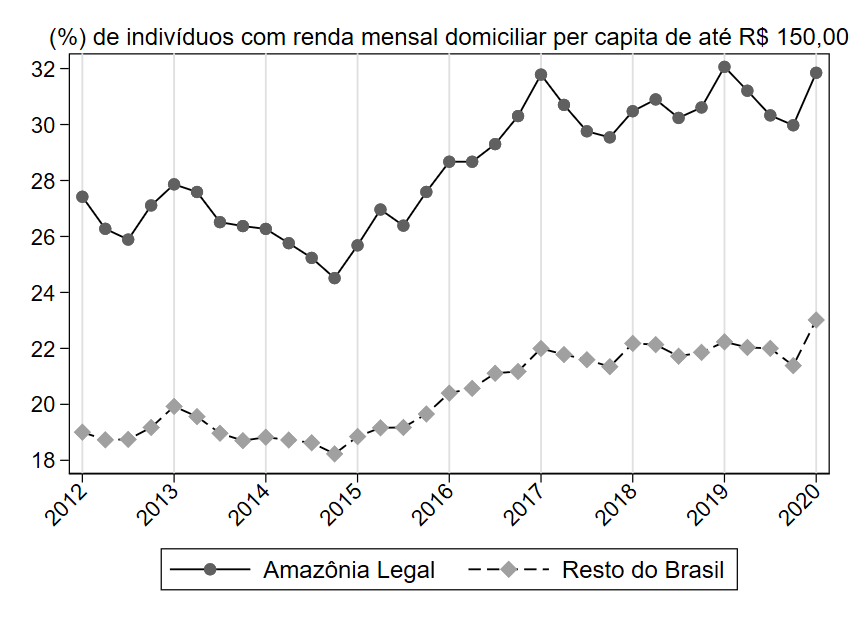 (%) de indivíduos com renda mensal domiciliar per capita de até R$ 150,00
32
30
28
26
24
22
20
18
2012 2013 2014 2015 2016 2017 2018 2019 2020
Amazônia Legal Resto do Brasil